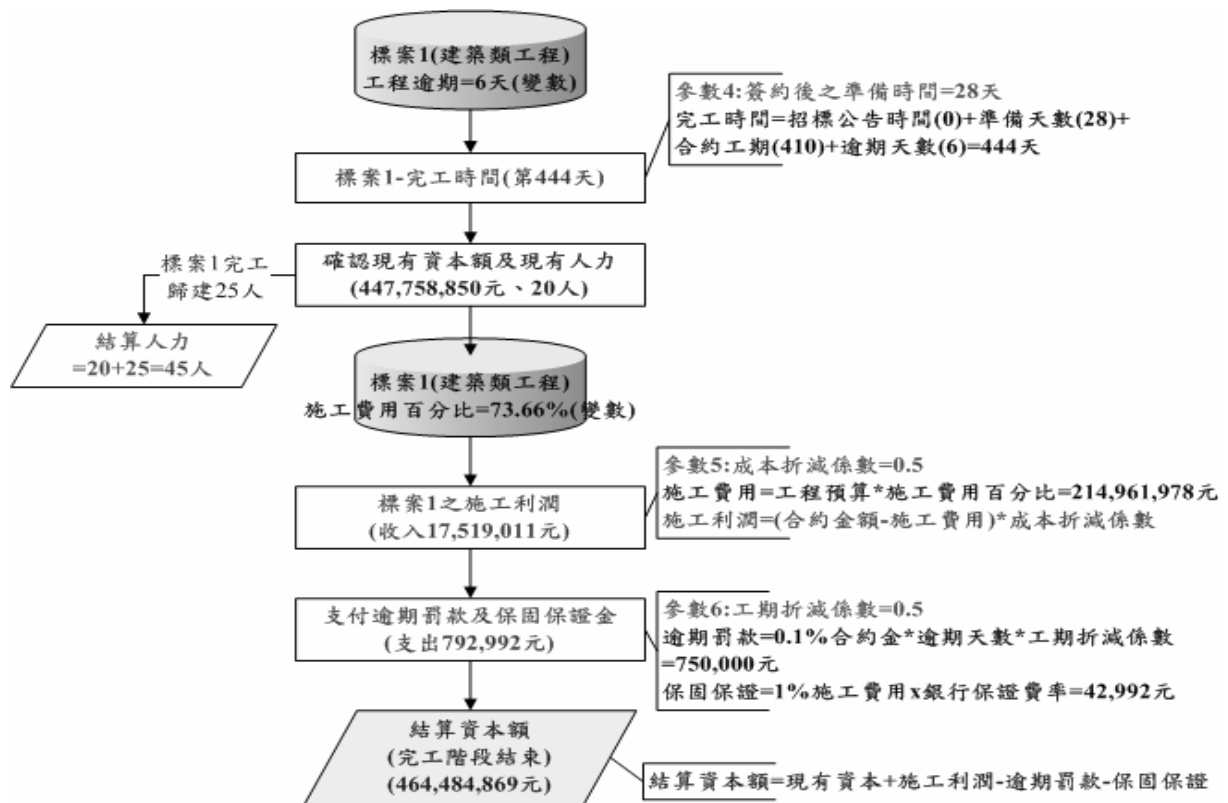 標案1(建築類工程)
工程逾期=6天(變數)
參數4:簽約後之準備時間=28天
完工時間=招標公告時間(0)+準備天數(28)+
合約工期(410)+逾期天數(6)=444天
標案1-完工時間(第444天)
確認現有資本額及現有人力
(447,758,850元、20人)
標案1完工
歸建25人
結算人力
=20+25=45人
標案1(建築類工程)
施工費用百分比=73.66%(變數)
參數5:成本折減係數=0.5
施工費用=工程預算*施工費用百分比=214,961,978元
施工利潤=(合約金額-施工費用)*成本折減係數
標案1之施工利潤
(收入17,519,011元)
支付逾期罰款及保固保證金
(支出792,992元)
參數6:工期折減係數=0.5
逾期罰款=0.1%合約金*逾期天數*工期折減係數
=750,000元
保固保證=1%施工費用x銀行保證費率=42,992元
結算資本額
(完工階段結束)
(464,484,869元)
結算資本額=現有資本+施工利潤-逾期罰款-保固保證